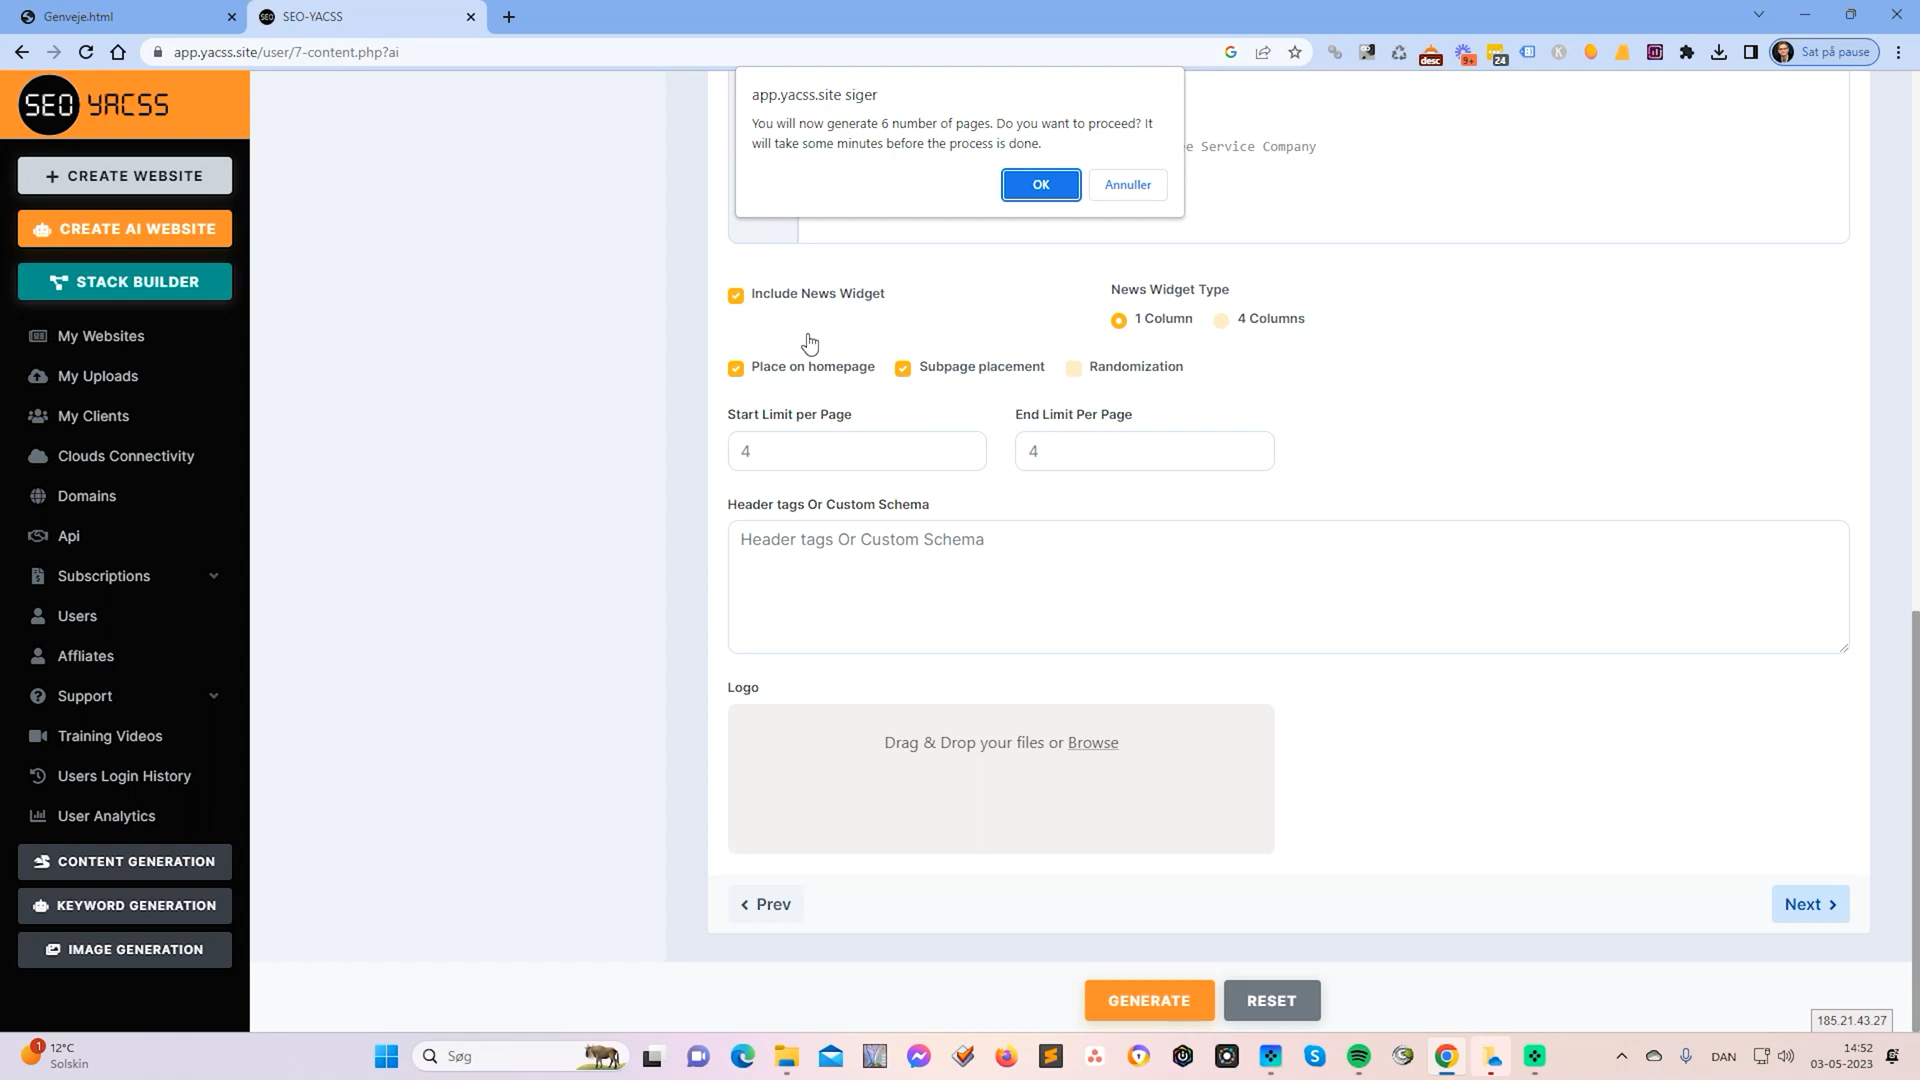 Genveje.html
SEO-YACSS
app.yacss.site/user/7-content.php?ai
desc
9+
24
Sat på pause
SEO YACSS
CREATE WEBSITE
CREATE AI WEBSITE
STACK BUILDER
My Websites
My Uploads
My Clients
Clouds Connectivity
Domains
Api
Subscriptions
Users
Affliates
Support
Training Videos
Users Login History
User Analytics
CONTENT GENERATION
KEYWORD GENERATION
IMAGE GENERATION
app.yacss.site siger
You will now generate 6 number of pages. Do you want to proceed? It
will take some minutes before the process is done.
OK
Annuller
e Service Company
Include News Widget
News Widget Type
1 Column
4 Columns
Place on homepage
Subpage placement
Randomization
Start Limit per Page
End Limit Per Page
4
4
Header tags Or Custom Schema
Header tags Or Custom Schema
Logo
Drag & Drop your files or Browse
Prev
Next
GENERATE
RESET
185.21.43.27
1
12°C
Solskin
Søg
DAN
14:52
03-05-2023